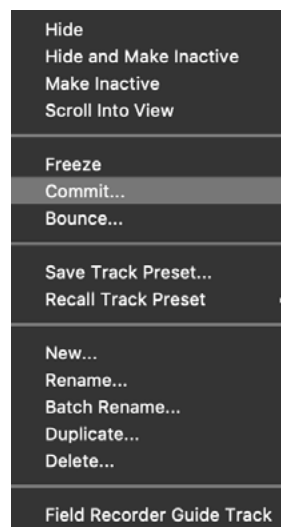 Hide
Hide and Make Inactive
Make Inactive
Scroll Into View
Freeze
Commit...
Bounce...
Save Track Preset...
Recall Track Preset
New...
Rename...
Batch Rename...
Duplicate...
Delete...
Field Recorder Guide Track